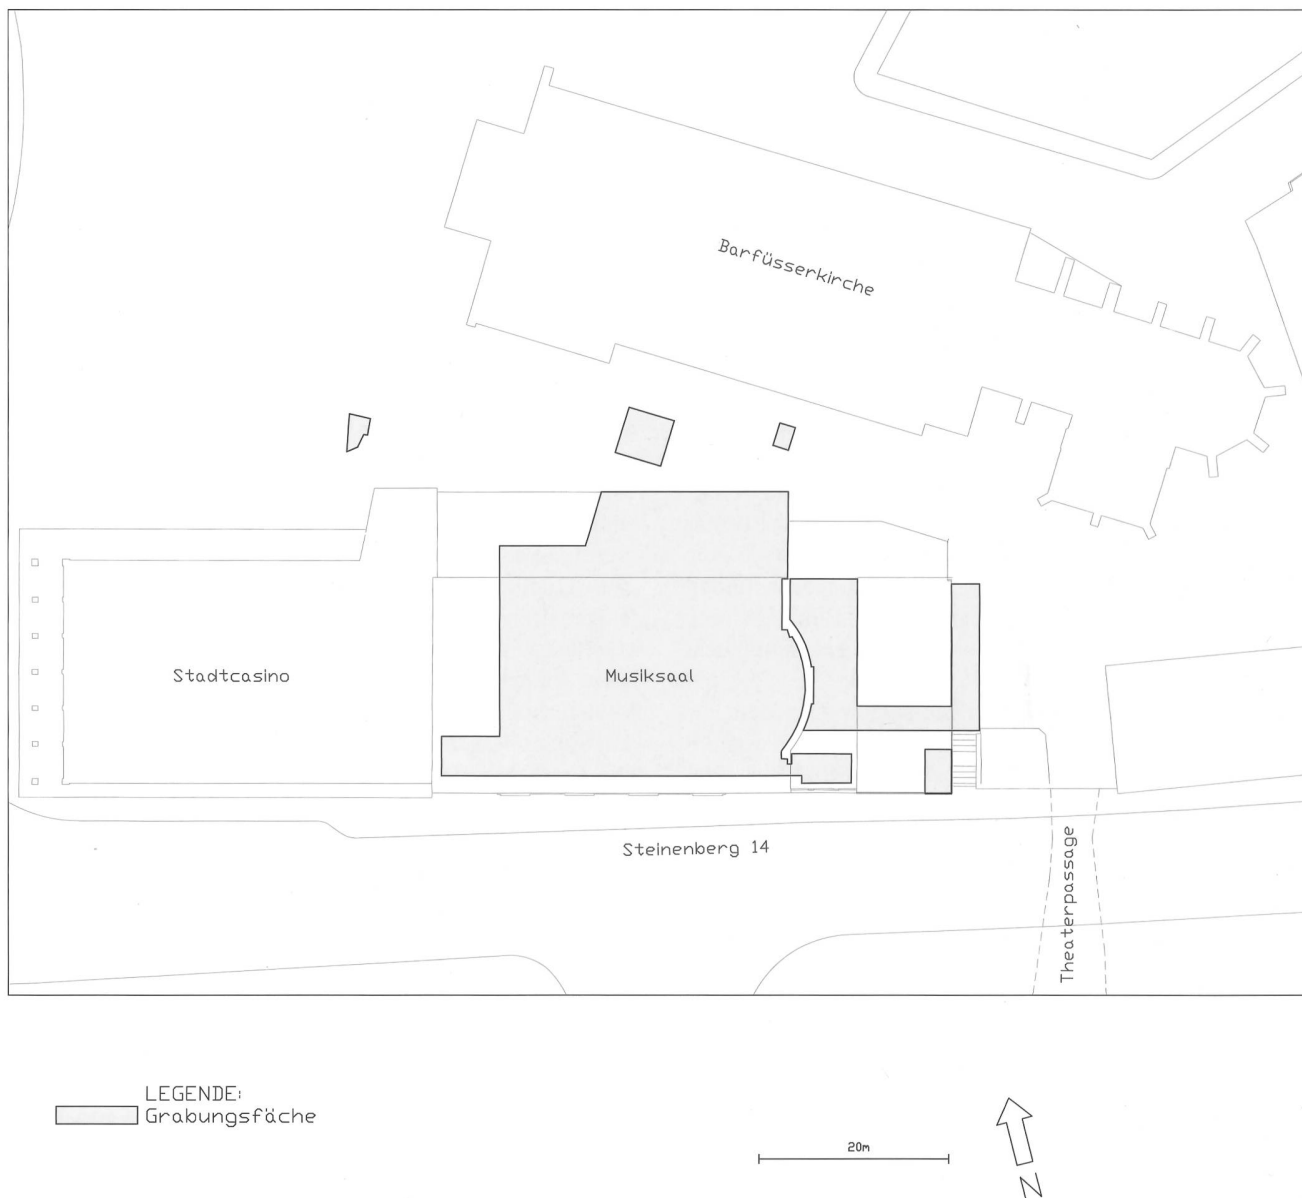 Barfüsserkirche
Stadtcasino
Musiksaal
Steinenberg 14
Theaterpassage
LEGENDE:
Grabungsfäche
20m
N